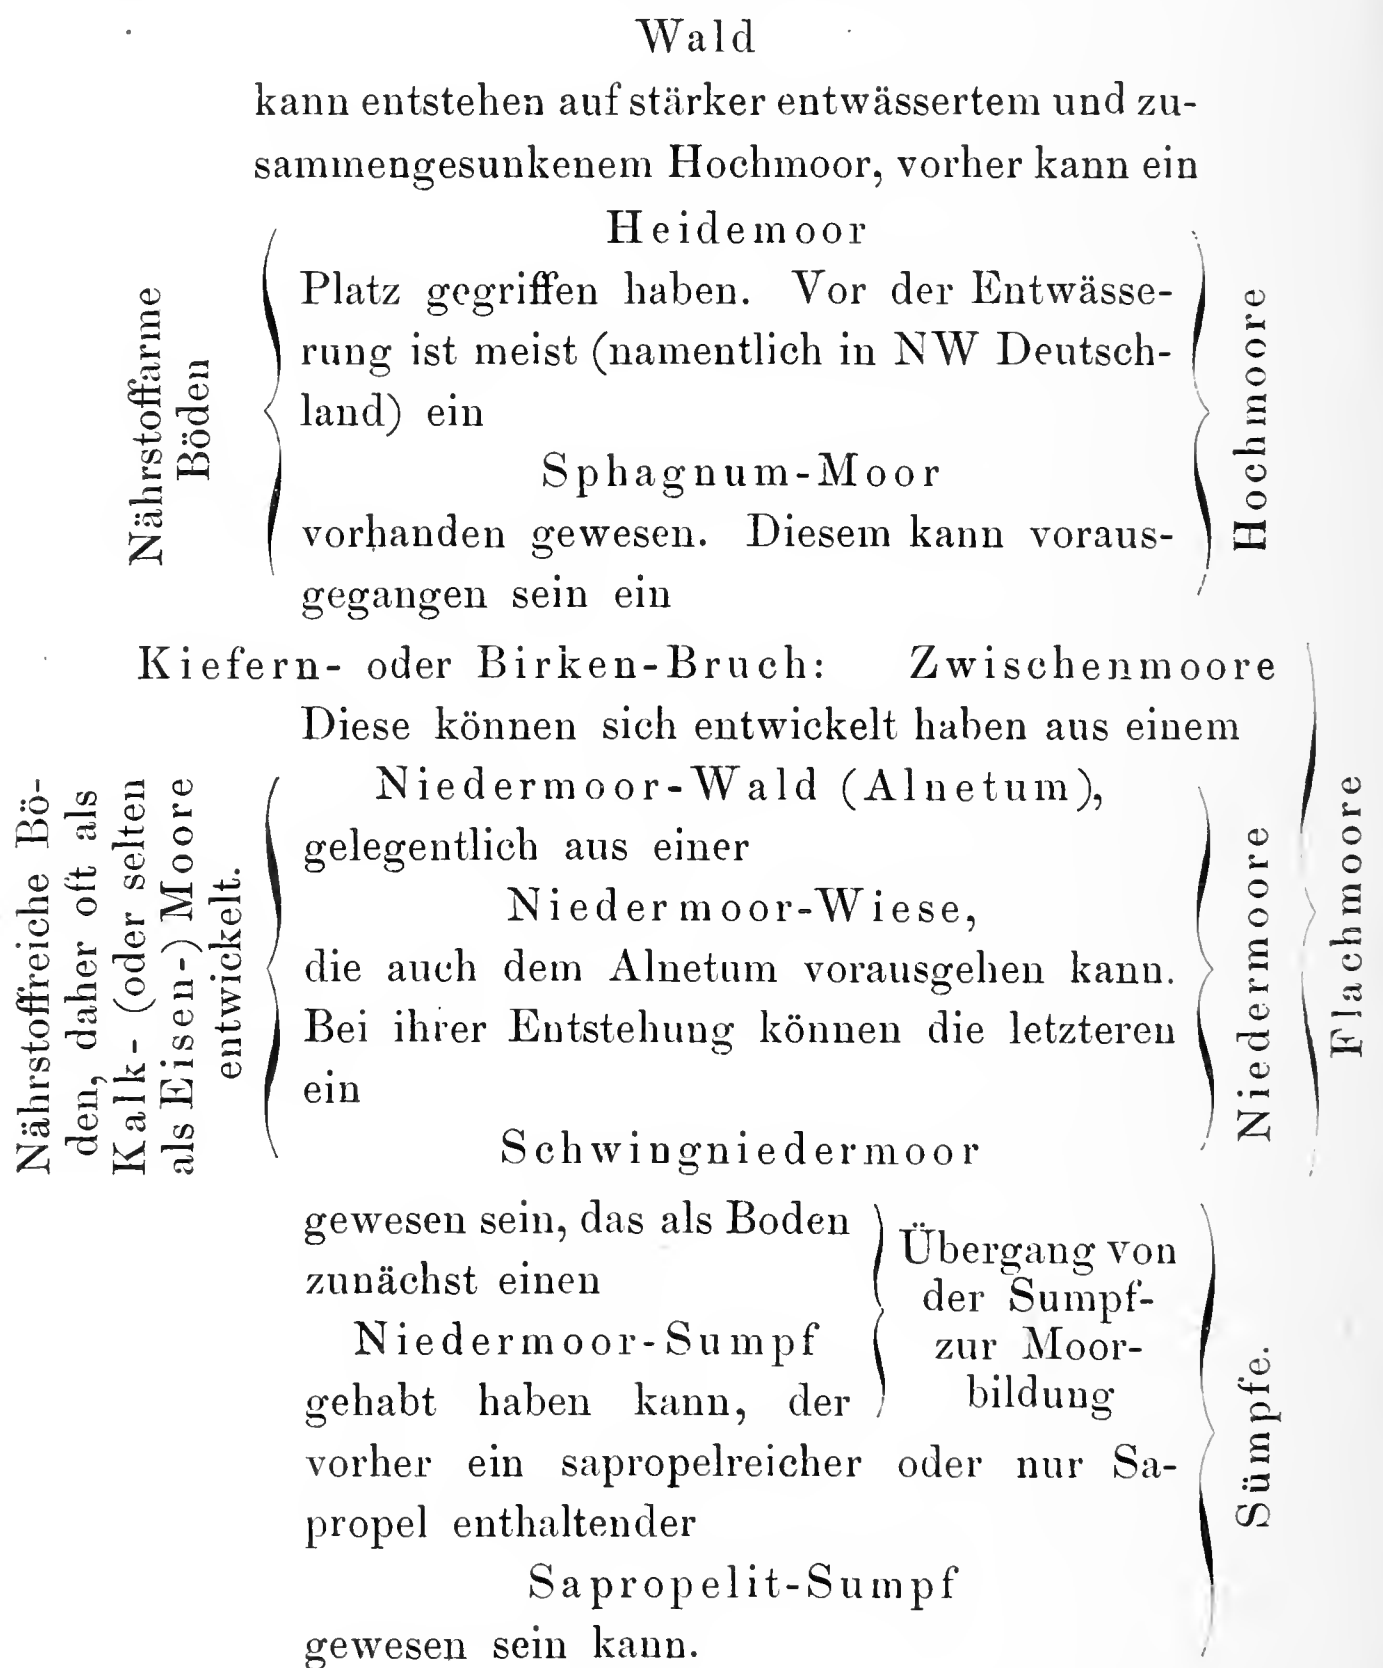 Wald
kann entstehen auf stärker entwässertem und zu-
sammengesunkenem Hochmoor, vorher kann ein
Heidemoor
Platz gegriffen haben. Vor der Entwässe-
rung ist meist (namentlich in NW Deutsch-
land) ein
Sphagnum-Moor
vorhanden gewesen. Diesem kann voraus-
gegangen sein ein
Nährstoffarme
Böden
Hochmoore
Kiefern- oder Birken-Bruch: Zwischenmoore
Diese können sich entwickelt haben aus einem
Niedermoor-Wald (Alnetum),
gelegentlich aus einer
Niedermoor-Wiese,
die auch dem Alnetum vorausgehen kann.
Bei ihrer Entstehung können die letzteren
ein
Schwingniedermoor
Nährstoffreiche Bö-
den, daher oft als
Kalk- (oder selten
als Eisen-) Moore
entwickelt.
Niedermoore
Flachmoore
gewesen sein, das als Boden
zunächst einen
Niedermoor-Sumpf
gehabt haben kann, der
Übergang von
der Sumpf-
zur Moor-
bildung
vorher ein sapropelreicher oder nur Sa-
propel enthaltender
Sapropelit-Sumpf
gewesen sein kann.
Sümpfe.